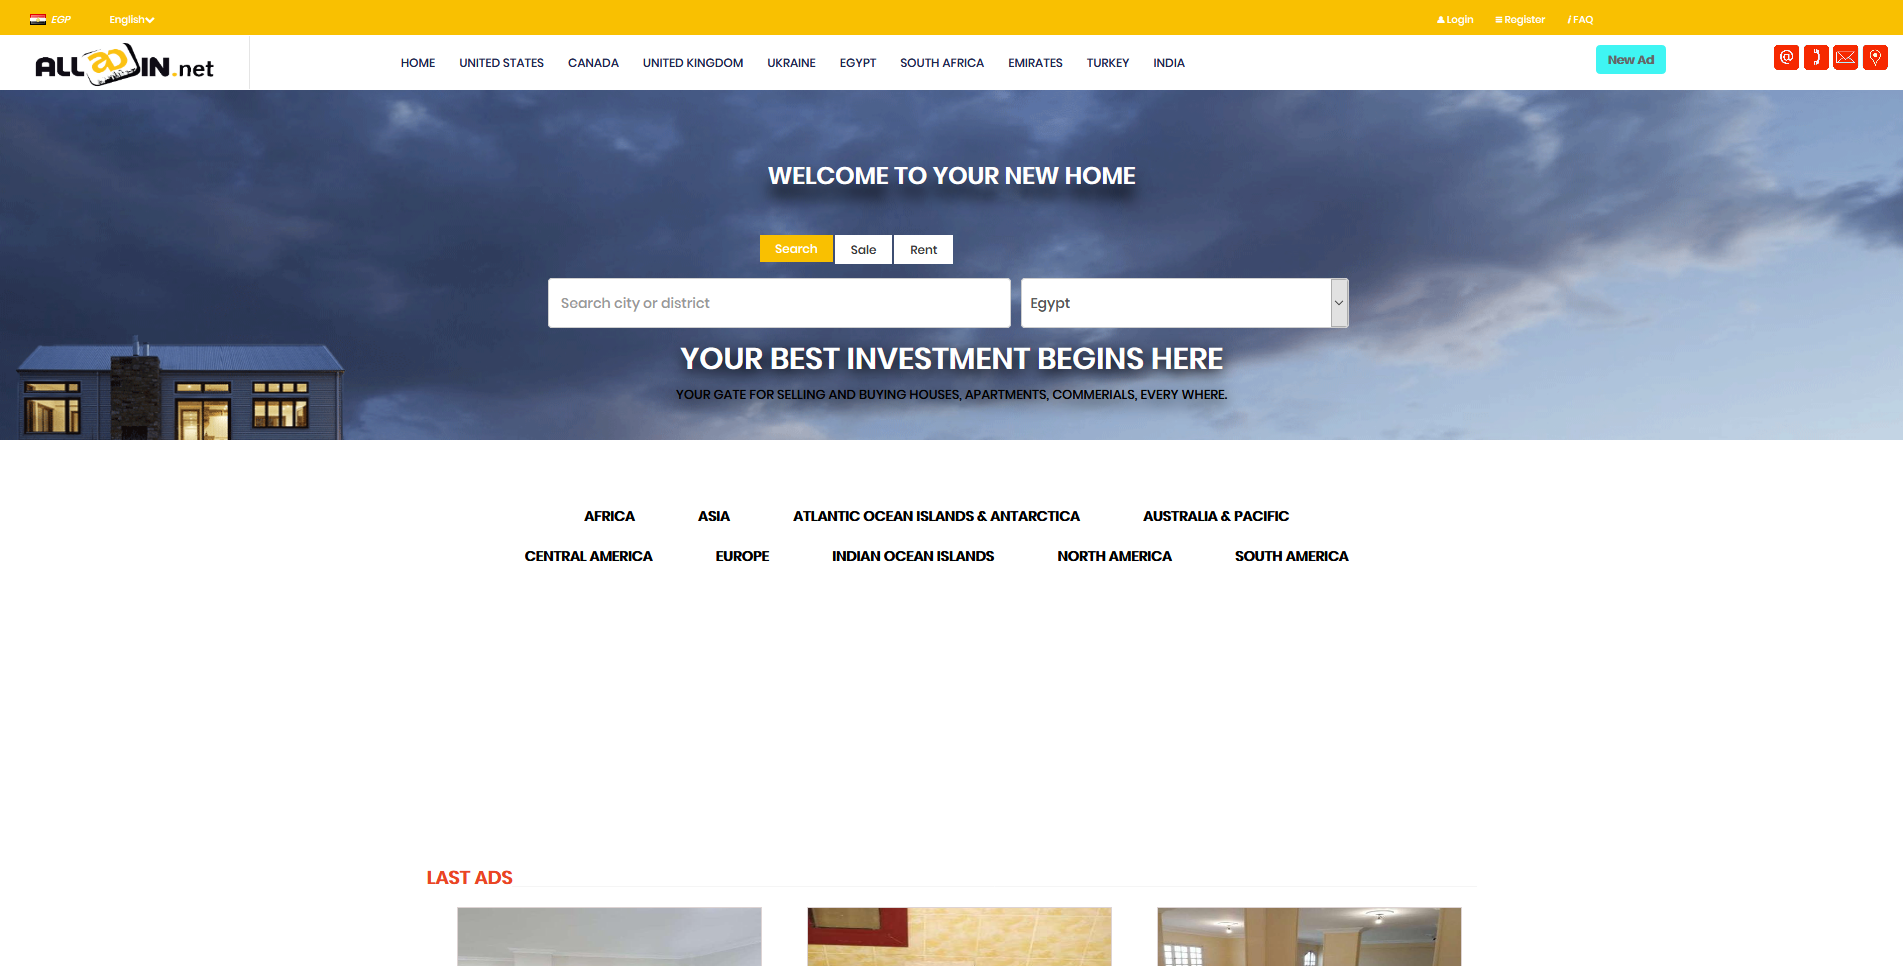 EGP English Login Register i FAQ
ALL aD IN.net HOME UNITED STATES CANADA UNITED KINGDOM UKRAINE EGYPT SOUTH AFRICA EMIRATES TURKEY INDIA New Ad
WELCOME TO YOUR NEW HOME
Search Sale Rent
Search city or district Egypt
YOUR BEST INVESTMENT BEGINS HERE
YOUR GATE FOR SELLING AND BUYING HOUSES, APARTMENTS, COMMERIALS, EVERY WHERE.
AFRICA ASIA ATLANTIC OCEAN ISLANDS & ANTARCTICA AUSTRALIA & PACIFIC
CENTRAL AMERICA EUROPE INDIAN OCEAN ISLANDS NORTH AMERICA SOUTH AMERICA
LAST ADS